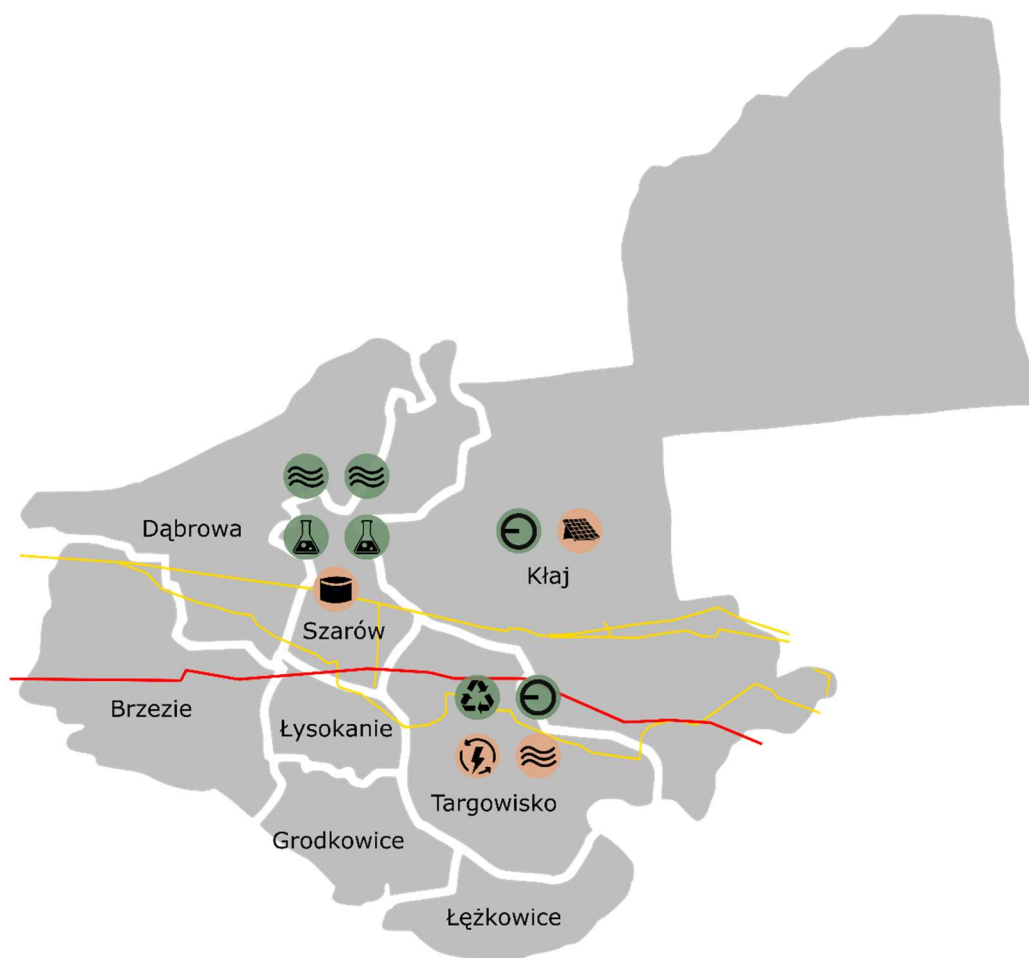 Dąbrowa
Kłaj
Szarów
Brzezie
Łysokanie
Targowisko
Grodkowice
Łężkowice